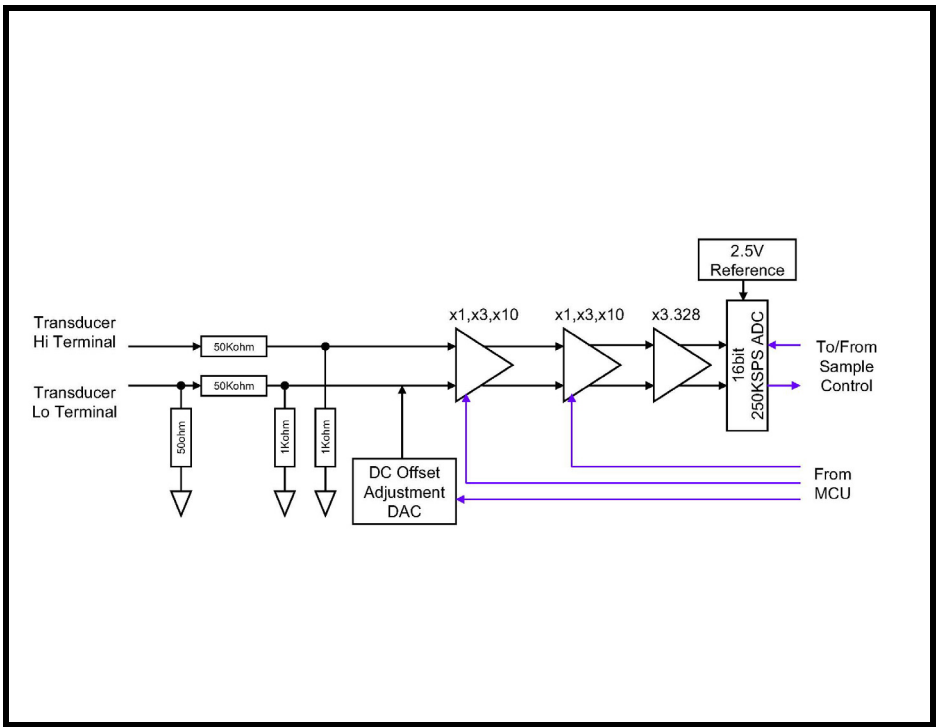 2.5V
Reference
x1,x3,x10
x1,x3,x10
x3.328
Transducer
Hi Terminal
50Kohm
16bit
250KSPS ADC
To/From
Sample
Control
Transducer
Lo Terminal
50Kohm
50ohm
1Kohm
1Kohm
DC Offset
Adjustment
DAC
From
MCU